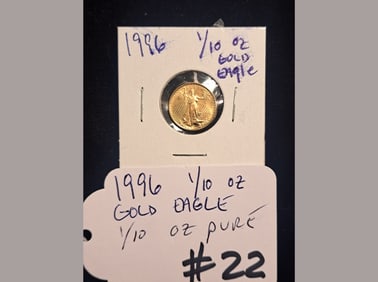 1996 1/10 oz
GOLD
EAgle
1996 1/10 oz
GOLD EAGLE
1/10 oz PURE
#22